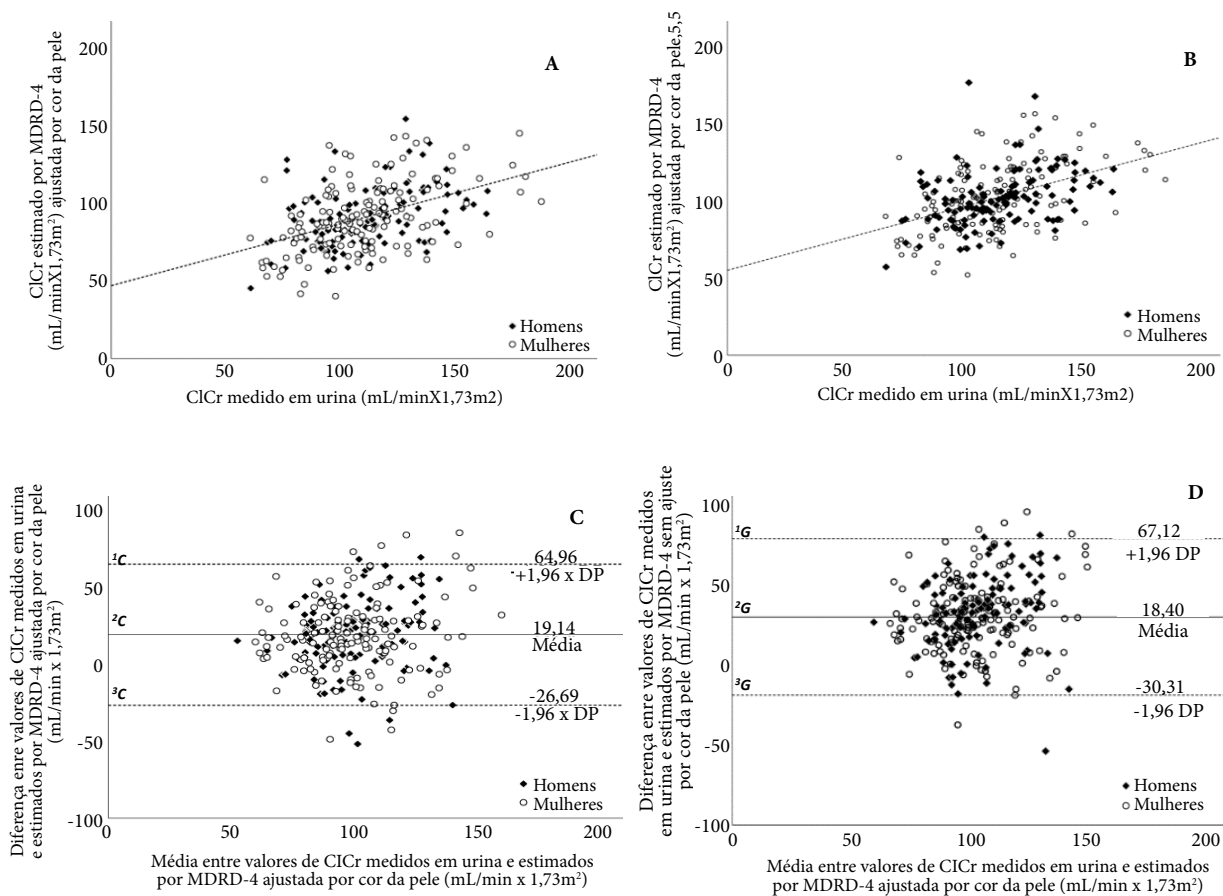 ClCr estimado por MDRD-4
(mL/minX1,73m²) ajustada por cor da pele
200
150
100
50
0
A
Homens
Mulheres
0
50
100
150
200
ClCr medido em urina (mL/minX1,73m2)
ClCr estimado por MDRD-4
(mL/minX1,73m²) ajustada por cor da pele,5,5
200
150
100
50
0
B
Homens
Mulheres
50
100
150
200
ClCr medido em urina (mL/minX1,73m2)
Diferença enre valores de ClCr medidos em urina
e estimados por MDRD-4 ajustada por cor da pele
(mL/min x 1,73m²)
100
50
0
-50
-100
C
¹C
64,96
+1,96 x DP
²C
19,14
Média
³C
-26,69
-1,96 x DP
Homens
Mulheres
0
50
100
150
200
Média entre valores de CICr medidos em urina e estimados
por MDRD-4 ajustada por cor da pele (mL/min x 1,73m²)
Diferença enre valores de ClCr medidos
em urina e estimados por MDRD-4 sem ajuste
por cor da pele (mL/min x 1,73m²)
100
50
0
-50
-100
D
¹G
67,12
+1,96 DP
²G
18,40
Média
³G
-30,31
-1,96 DP
Homens
Mulheres
0
50
100
150
200
Média entre valores de CICr medidos em urina e estimados
por MDRD-4 ajustada por cor da pele (mL/min x 1,73m²)